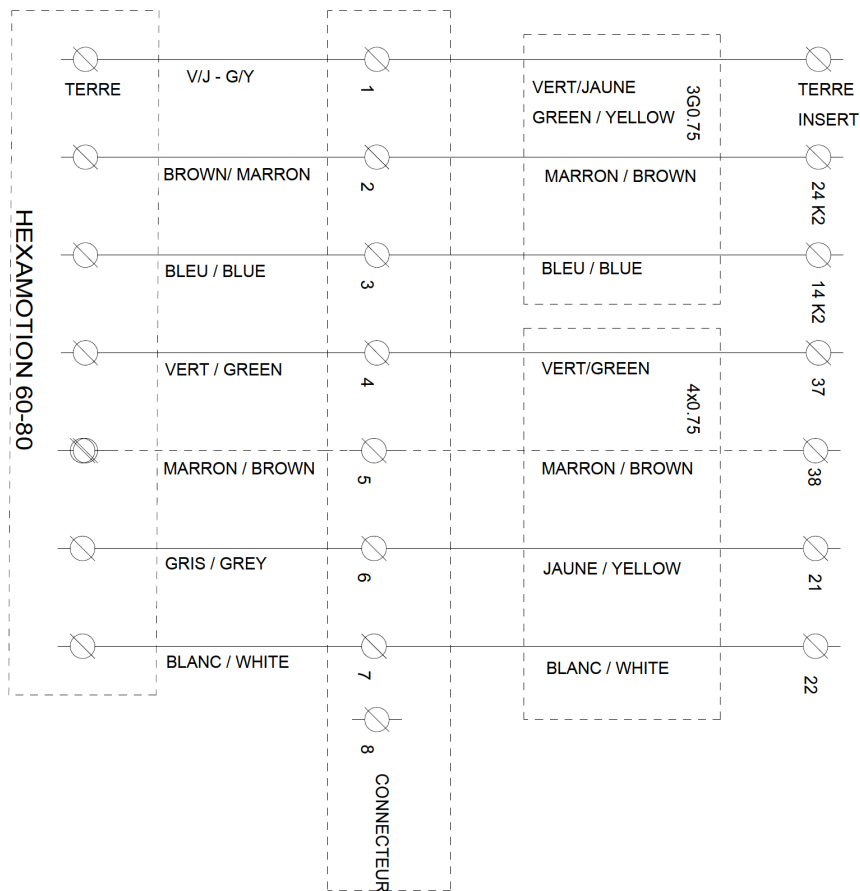 V/J - G/Y
TERRE
1
VERT/JAUNE
GREEN / YELLOW
3G0.75
TERRE
INSERT
BROWN/ MARRON
2
MARRON / BROWN
24 K2
HEXAMOTION 60-80
BLEU / BLUE
3
BLEU / BLUE
14 K2
VERT / GREEN
4
VERT/GREEN
4x0.75
37
MARRON / BROWN
5
MARRON / BROWN
38
GRIS / GREY
6
JAUNE / YELLOW
21
BLANC / WHITE
7
BLANC / WHITE
22
8
CONNECTEUR